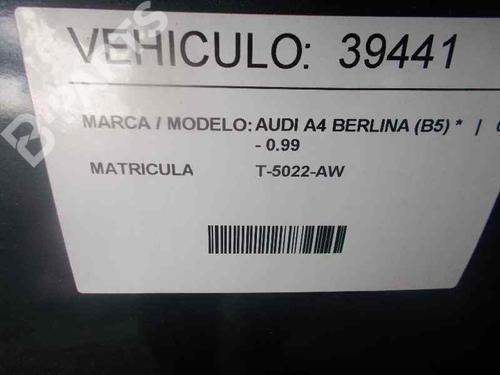 VEHICULO: 39441
MARCA / MODELO: AUDI A4 BERLINA (B5) * |
- 0.99
MATRICULA T-5022-AW